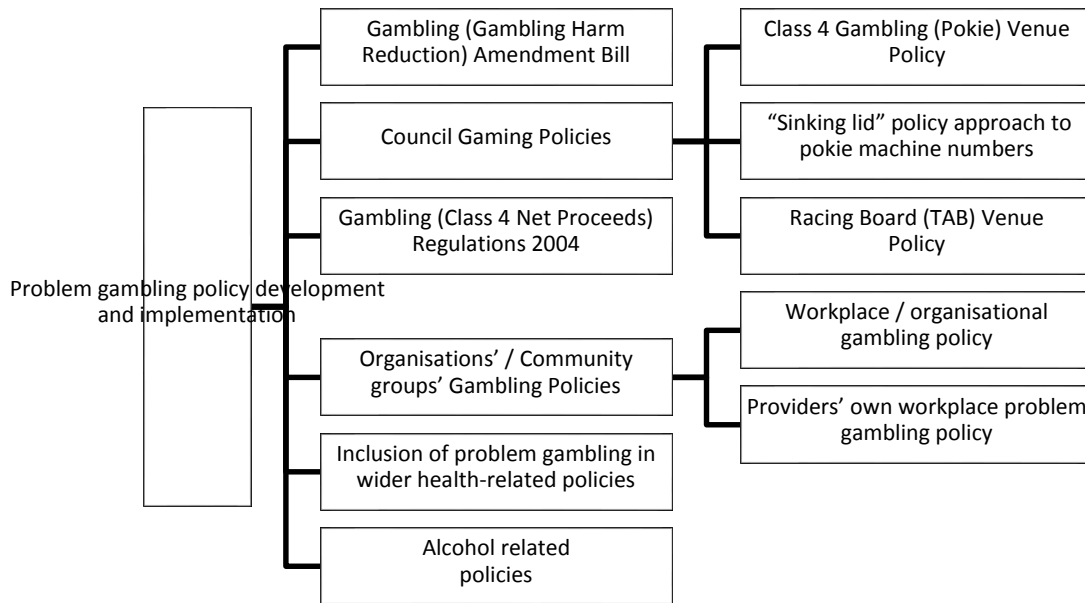 Problem gambling policy development
and implementation
Gambling (Gambling Harm
Reduction) Amendment Bill
Council Gaming Policies
Gambling (Class 4 Net Proceeds)
Regulations 2004
Organisations’ / Community
groups’ Gambling Policies
Inclusion of problem gambling in
wider health-related policies
Alcohol related
policies
Class 4 Gambling (Pokie) Venue
Policy
“Sinking lid” policy approach to
pokie machine numbers
Racing Board (TAB) Venue
Policy
Workplace / organisational
gambling policy
Providers’ own workplace problem
gambling policy